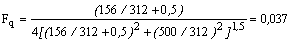 F_q = (156 / 312 + 0,5) / 4[(156 / 312 + 0,5)^2 + (500 / 312)^2]^1,5 = 0,037